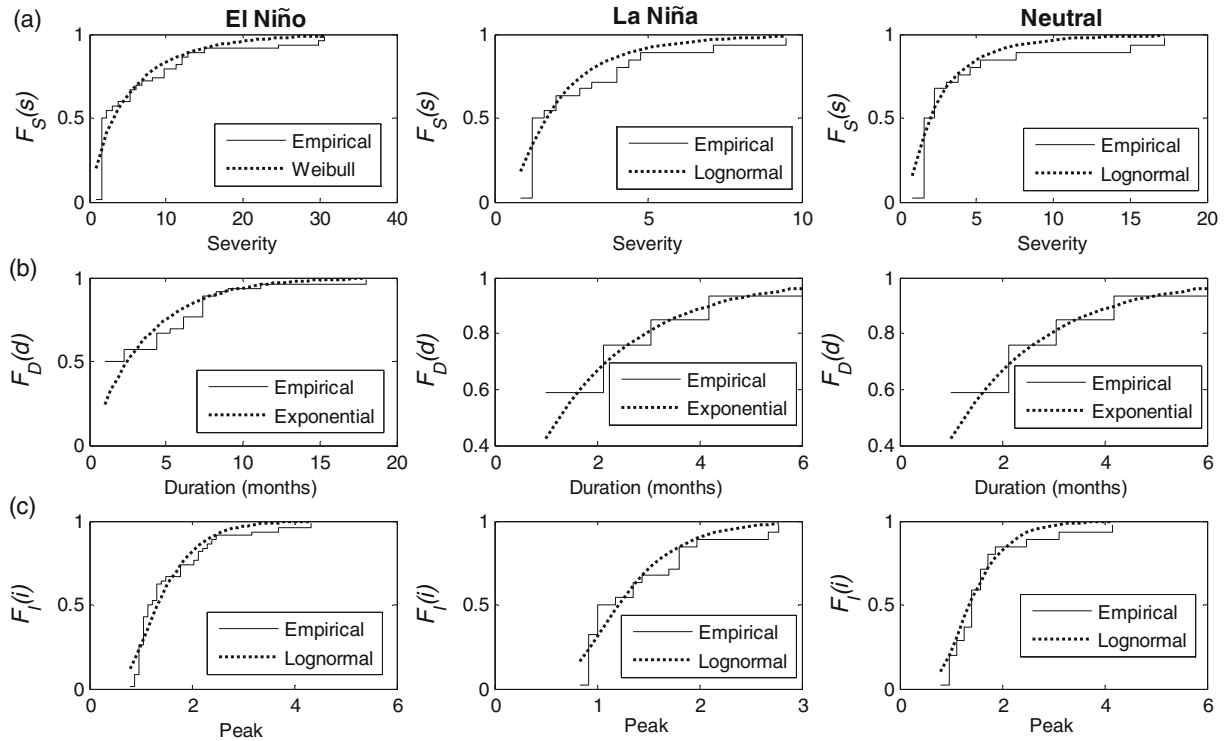 (a)
El Niño
La Niña
Neutral
F_S(s)
1
0.5
0
Empirical
Weibull
0 10 20 30 40
Severity
F_S(s)
1
0.5
0
Empirical
Lognormal
0 5 10
Severity
F_S(s)
1
0.5
0
Empirical
Lognormal
0 5 10 15 20
Severity
(b)
F_D(d)
1
0.5
0
Empirical
Exponential
0 5 10 15 20
Duration (months)
F_D(d)
1
0.8
0.6
0.4
Empirical
Exponential
0 2 4 6
Duration (months)
F_D(d)
1
0.8
0.6
0.4
Empirical
Exponential
0 2 4 6
Duration (months)
(c)
F_I(i)
1
0.5
0
Empirical
Lognormal
0 2 4 6
Peak
F_I(i)
1
0.5
0
Empirical
Lognormal
0 1 2 3
Peak
F_I(i)
1
0.5
0
Empirical
Lognormal
0 2 4 6
Peak